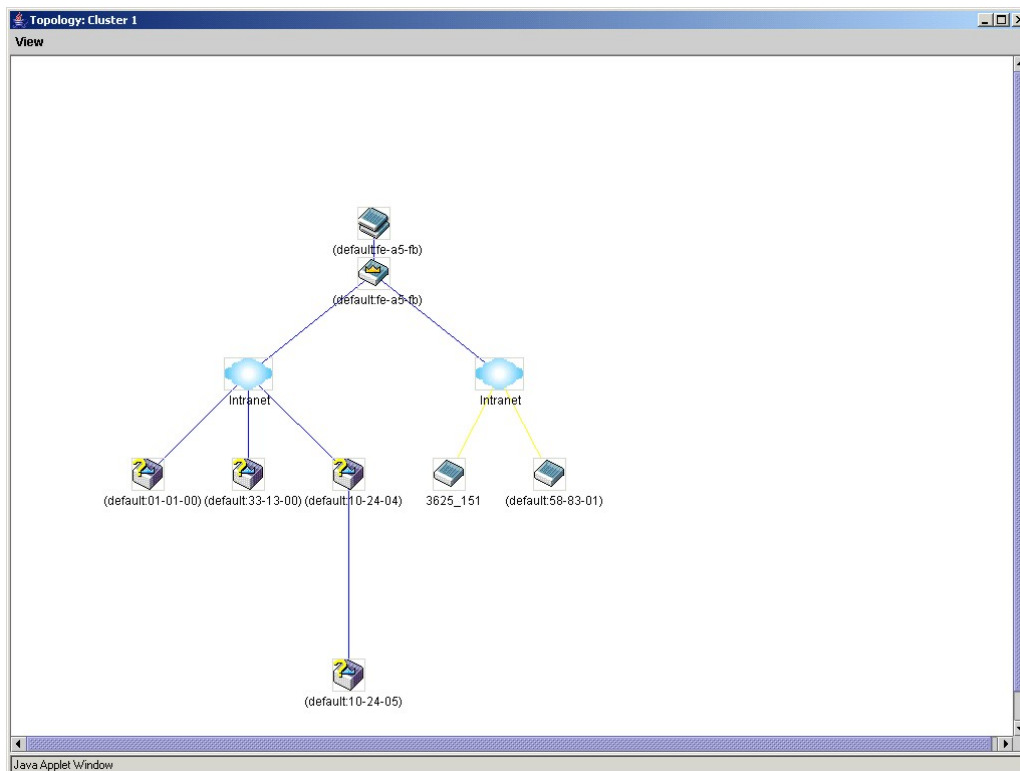 Topology: Cluster 1
View
(default:fe-a5-fb)
(default:fe-a5-fb)
Intranet
Intranet
(default:01-01-00) (default:33-13-00) (default:10-24-04) 3625_151 (default:58-83-01)
(default:10-24-05)
Java Applet Window